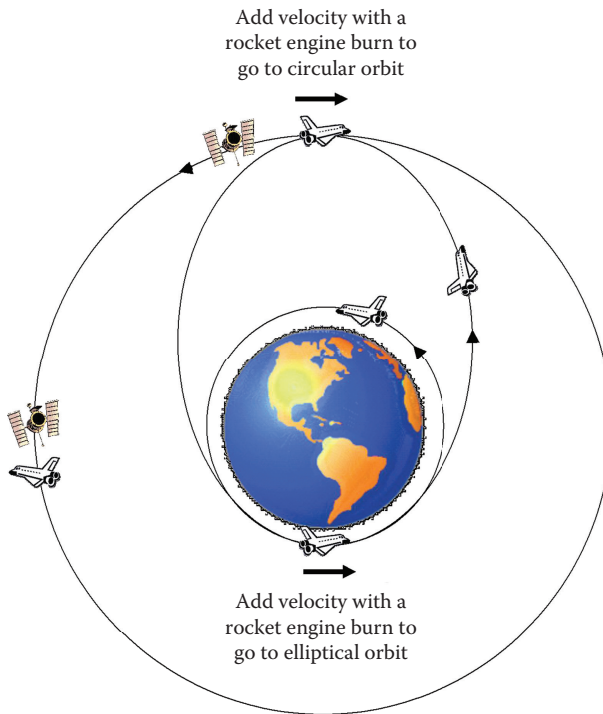 Add velocity with a
rocket engine burn to
go to circular orbit
Add velocity with a
rocket engine burn to
go to elliptical orbit